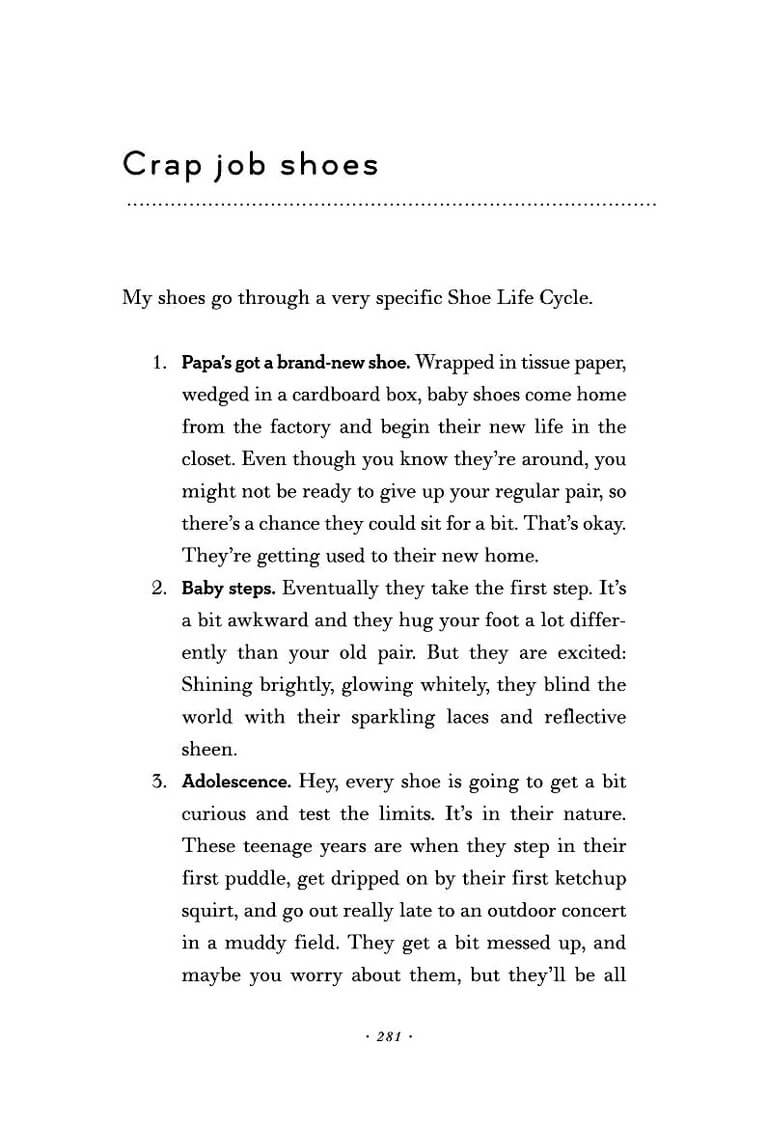 Crap job shoes
My shoes go through a very specific Shoe Life Cycle.
1. Papa's got a brand-new shoe. Wrapped in tissue paper,
wedged in a cardboard box, baby shoes come home
from the factory and begin their new life in the
closet. Even though you know they're around, you
might not be ready to give up your regular pair, so
there's a chance they could sit for a bit. That's okay.
They're getting used to their new home.
2. Baby steps. Eventually they take the first step. It's
a bit awkward and they hug your foot a lot differ-
ently than your old pair. But they are excited:
Shining brightly, glowing whitely, they blind the
world with their sparkling laces and reflective
sheen.
3. Adolescence. Hey, every shoe is going to get a bit
curious and test the limits. It's in their nature.
These teenage years are when they step in their
first puddle, get dripped on by their first ketchup
squirt, and go out really late to an outdoor concert
in a muddy field. They get a bit messed up, and
maybe you worry about them, but they'll be all
· 281 ·